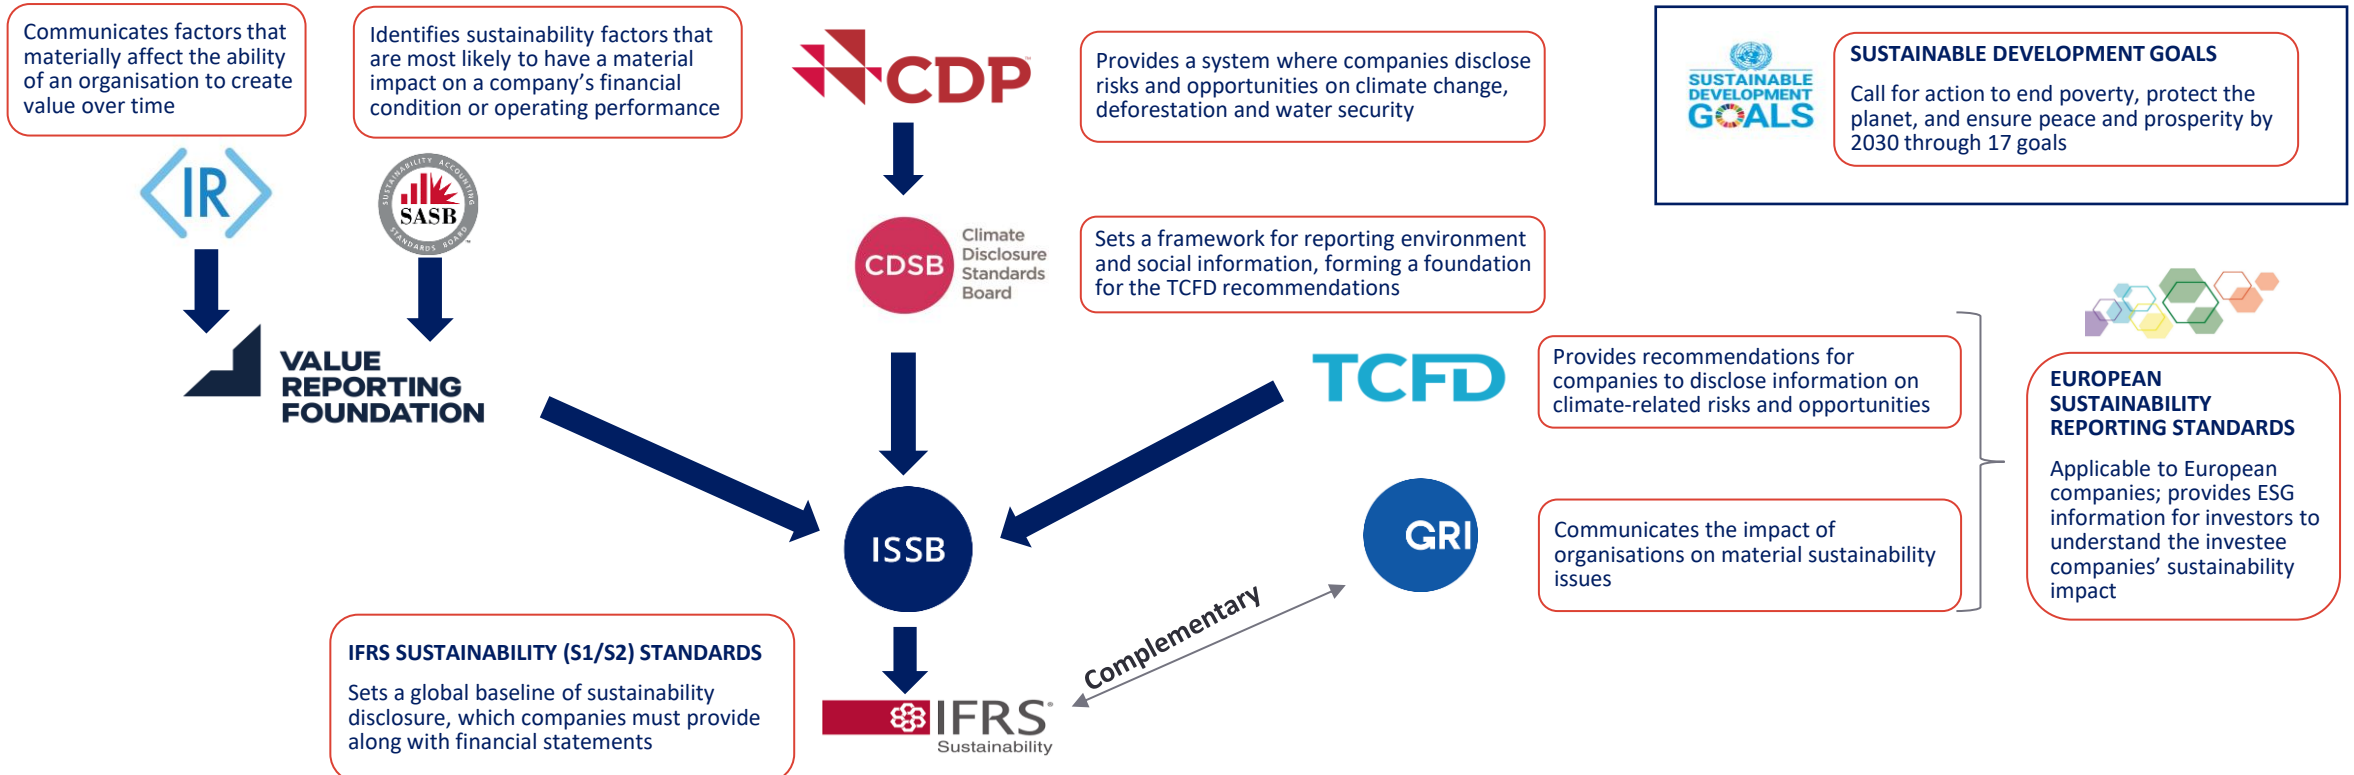 Communicates factors that
materially affect the ability
of an organisation to create
value over time
Identifies sustainability factors that
are most likely to have a material
impact on a company's financial
condition or operating performance
CDP
Provides a system where companies disclose
risks and opportunities on climate change,
deforestation and water security
SUSTAINABLE
DEVELOPMENT
GOALS
SUSTAINABLE DEVELOPMENT GOALS
Call for action to end poverty, protect the
planet, and ensure peace and prosperity by
2030 through 17 goals
<IR>
SUSTAINABILITY ACCOUNTING
SASB
STANDARDS BOARD
CDSB
Climate
Disclosure
Standards
Board
Sets a framework for reporting environment
and social information, forming a foundation
for the TCFD recommendations
VALUE
REPORTING
FOUNDATION
TCFD
Provides recommendations for
companies to disclose information on
climate-related risks and opportunities
EUROPEAN
SUSTAINABILITY
REPORTING STANDARDS
Applicable to European
companies; provides ESG
information for investors to
understand the investee
companies' sustainability
impact
ISSB
GRI
Communicates the impact of
organisations on material sustainability
issues
Complementary
IFRS SUSTAINABILITY (S1/S2) STANDARDS
Sets a global baseline of sustainability
disclosure, which companies must provide
along with financial statements
IFRS®
Sustainability